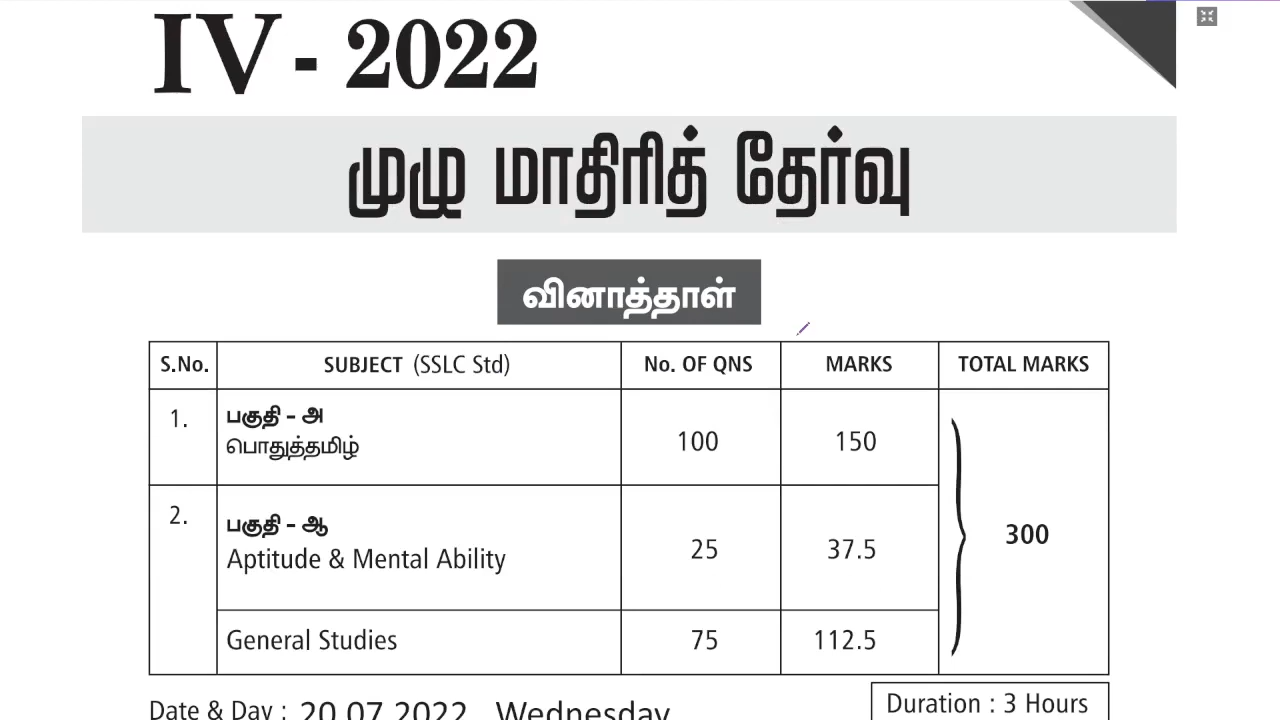 IV - 2022
முழு மாதிரித் தேர்வு
வினாத்தாள்
S.No. SUBJECT (SSLC Std) No. OF QNS MARKS TOTAL MARKS
1. பகுதி - அ
பொதுத்தமிழ் 100 150
2. பகுதி - ஆ
Aptitude & Mental Ability 25 37.5 300
General Studies 75 112.5
Date & Day : 20.07.2022 Wednesday Duration : 3 Hours